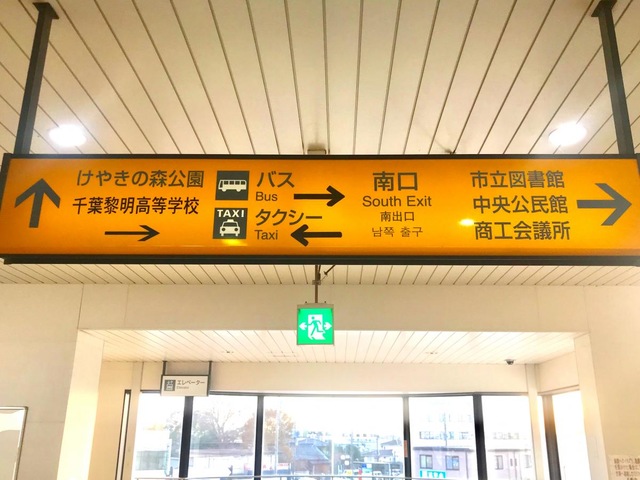 けやきの森公園
千葉黎明高等学校
バス
Bus
TAXI
タクシー
Taxi
南口
South Exit
南出口
남쪽 출구
市立図書館
中央公民館
商工会議所
エレベーター